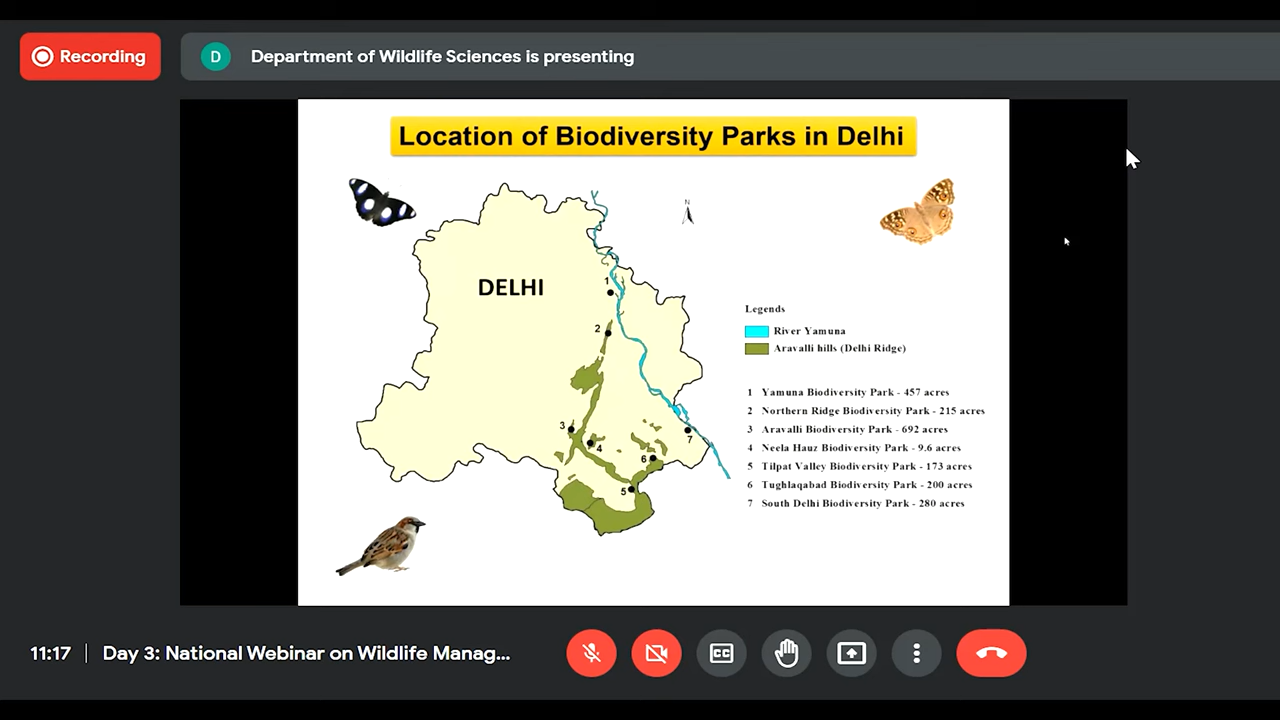 Recording
D
Department of Wildlife Sciences is presenting
Location of Biodiversity Parks in Delhi
N
DELHI
1
2
3
4
5
6
7
Legends
River Yamuna
Aravalli hills (Delhi Ridge)
1 Yamuna Biodiversity Park - 457 acres
2 Northern Ridge Biodiversity Park - 215 acres
3 Aravalli Biodiversity Park - 692 acres
4 Neela Hauz Biodiversity Park - 9.6 acres
5 Tilpat Valley Biodiversity Park - 173 acres
6 Tughlaqabad Biodiversity Park - 200 acres
7 South Delhi Biodiversity Park - 280 acres
11:17 | Day 3: National Webinar on Wildlife Manag...
CC